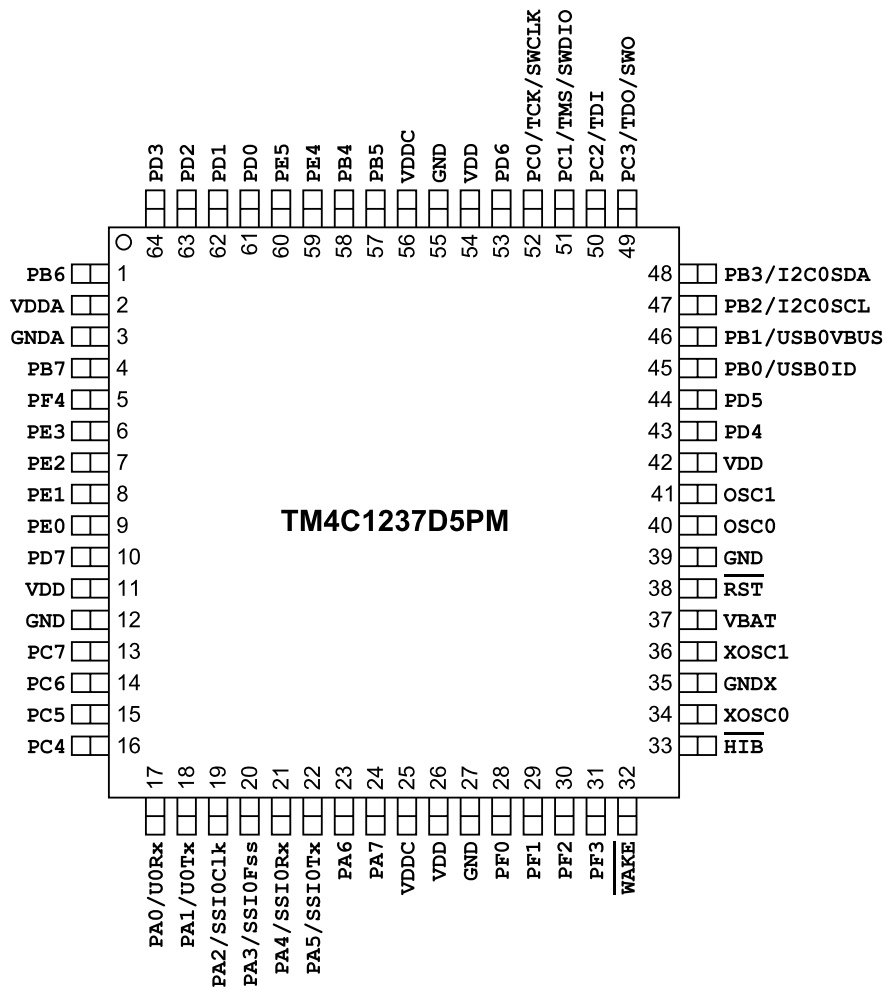 PD3
PD2
PD1
PD0
PE5
PE4
PB4
PB5
VDDC
GND
VDD
PD6
PC0/TCK/SWCLK
PC1/TMS/SWDIO
PC2/TDI
PC3/TDO/SWO
64
63
62
61
60
59
58
57
56
55
54
53
52
51
50
49
PB6 1 48 PB3/I2C0SDA
VDDA 2 47 PB2/I2C0SCL
GNDA 3 46 PB1/USB0VBUS
PB7 4 45 PB0/USB0ID
PF4 5 44 PD5
PE3 6 43 PD4
PE2 7 42 VDD
PE1 8 41 OSC1
TM4C1237D5PM
PE0 9 40 OSC0
PD7 10 39 GND
VDD 11 38 RST
GND 12 37 VBAT
PC7 13 36 XOSC1
PC6 14 35 GNDX
PC5 15 34 XOSC0
PC4 16 33 HIB
17
18
19
20
21
22
23
24
25
26
27
28
29
30
31
32
PA0/U0Rx
PA1/U0Tx
PA2/SSI0Clk
PA3/SSI0Fss
PA4/SSI0Rx
PA5/SSI0Tx
PA6
PA7
VDDC
VDD
GND
PF0
PF1
PF2
PF3
WAKE